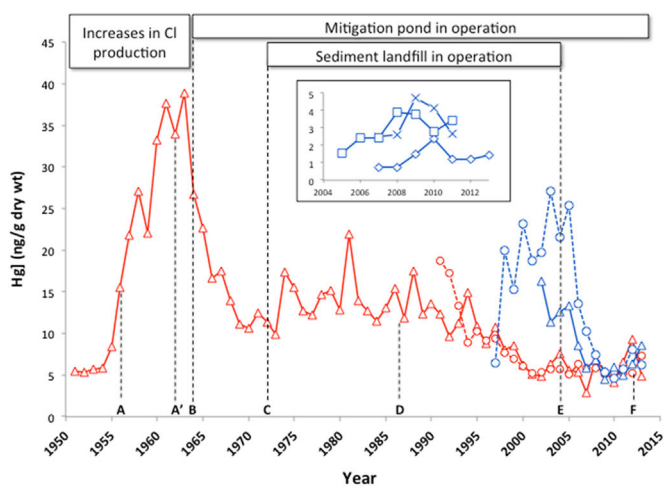 Increases in Cl production
Mitigation pond in operation
Sediment landfill in operation
Hg] (ng/g dry wt)
45
40
35
30
25
20
15
10
5
0
5
4
3
2
1
0
2004 2006 2008 2010 2012 2014
A A' B C D E F
1950 1955 1960 1965 1970 1975 1980 1985 1990 1995 2000 2005 2010 2015
Year